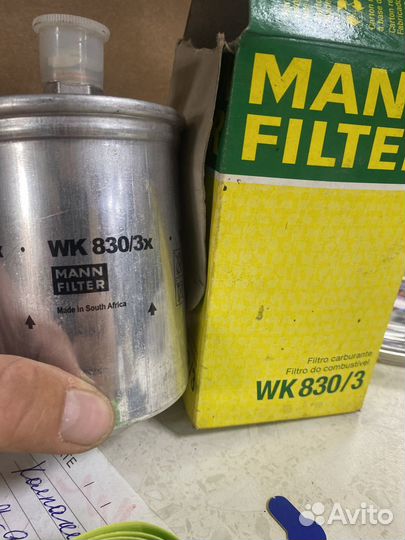 MANN
FILTER
WK 830/3x
MANN
FILTER
Made in South Africa
Filtro carburante
Filtro do combustível
WK 830/3
Avito